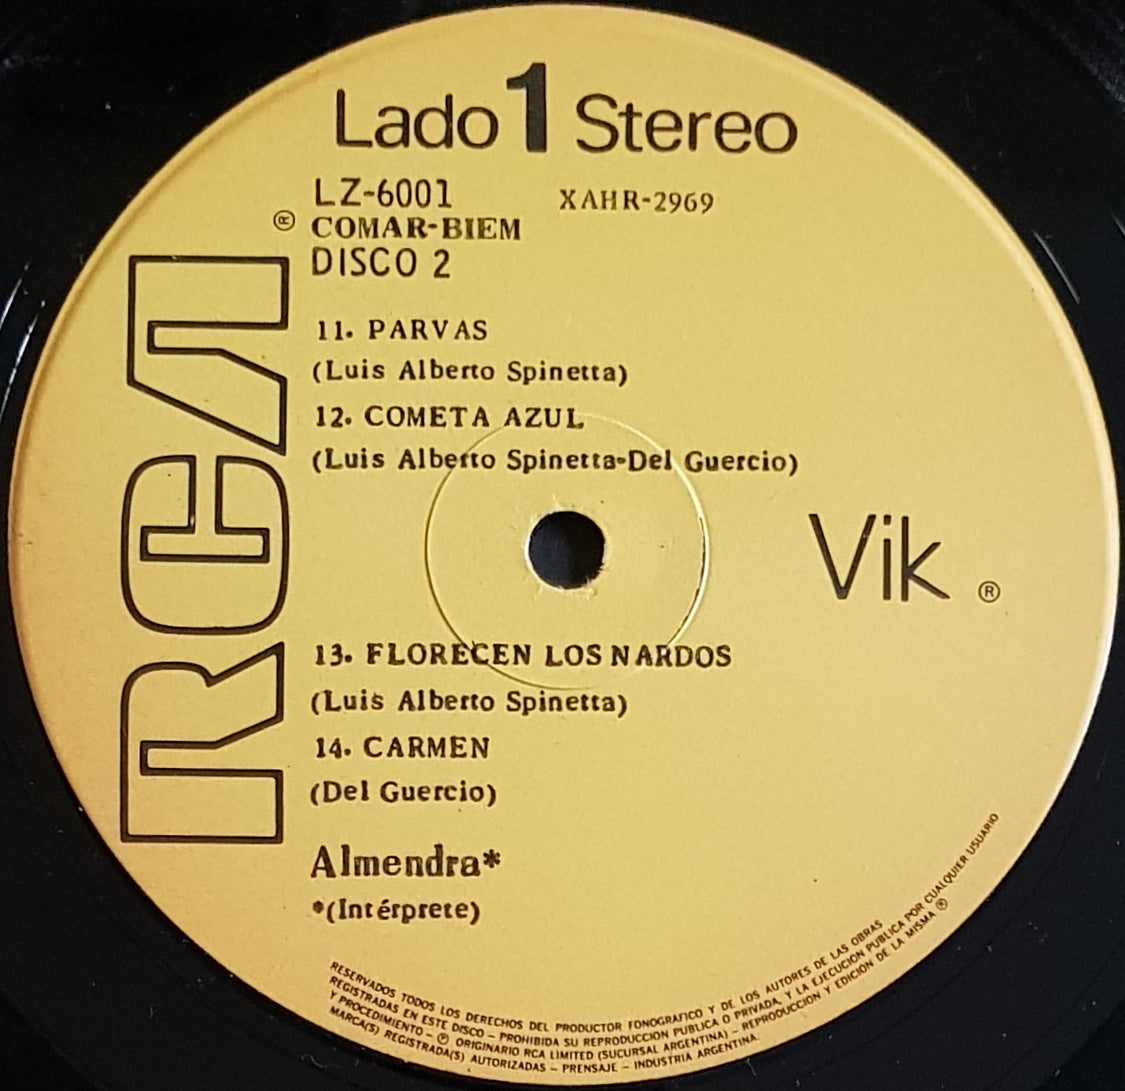 Lado 1 Stereo
LZ-6001 XAHR-2969
®
COMAR-BIEM
DISCO 2
RCA
11. PARVAS
(Luis Alberto Spinetta)
12. COMETA AZUL
(Luis Alberto Spinetta-Del Guercio)
Vik ®
13. FLORECEN LOS NARDOS
(Luis Alberto Spinetta)
14. CARMEN
(Del Guercio)
Almendra*
*(Intérprete)
RESERVADOS TODOS LOS DERECHOS DEL PRODUCTOR FONOGRAFICO Y DE LOS AUTORES DE LAS OBRAS
REGISTRADAS EN ESTE DISCO - PROHIBIDA SU REPRODUCCION PUBLICA O PRIVADA, Y LA EJECUCION PUBLICA POR CUALQUIER USUARIO
Y PROCEDIMIENTO - ℗ ORIGINARIO RCA LIMITED (SUCURSAL ARGENTINA) - REPRODUCCION Y EDICION DE LA MISMA ®
MARCA(S) REGISTRADA(S) AUTORIZADAS - PRENSAJE - INDUSTRIA ARGENTINA.